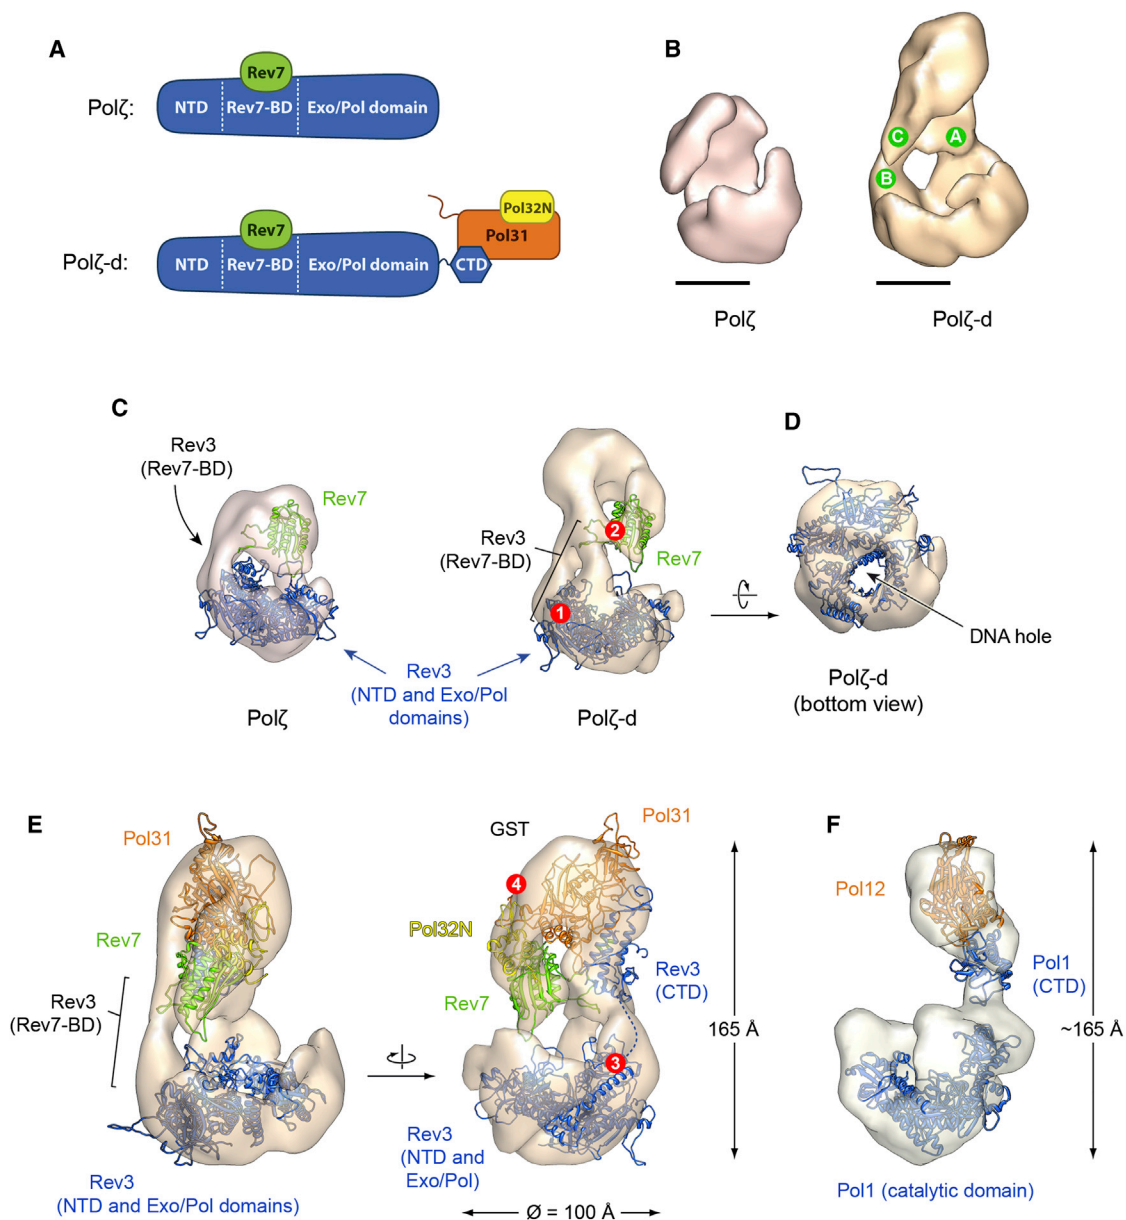 A
Rev7
Polζ:
NTD
Rev7-BD
Exo/Pol domain
Pol32N
Rev7
Pol31
Polζ-d:
NTD
Rev7-BD
Exo/Pol domain
CTD
B
C
A
B
Polζ
Polζ-d
C
Rev3
(Rev7-BD)
Rev7
Rev3
(Rev7-BD)
2
Rev7
1
Rev3
(NTD and Exo/Pol
domains)
Polζ
Polζ-d
D
DNA hole
Polζ-d
(bottom view)
E
Pol31
Rev7
Rev3
(Rev7-BD)
Rev3
(NTD and Exo/Pol domains)
GST
Pol31
4
Pol32N
Rev7
Rev3
(CTD)
3
Rev3
(NTD and
Exo/Pol)
165 Å
Ø = 100 Å
F
Pol12
Pol1
(CTD)
~165 Å
Pol1 (catalytic domain)